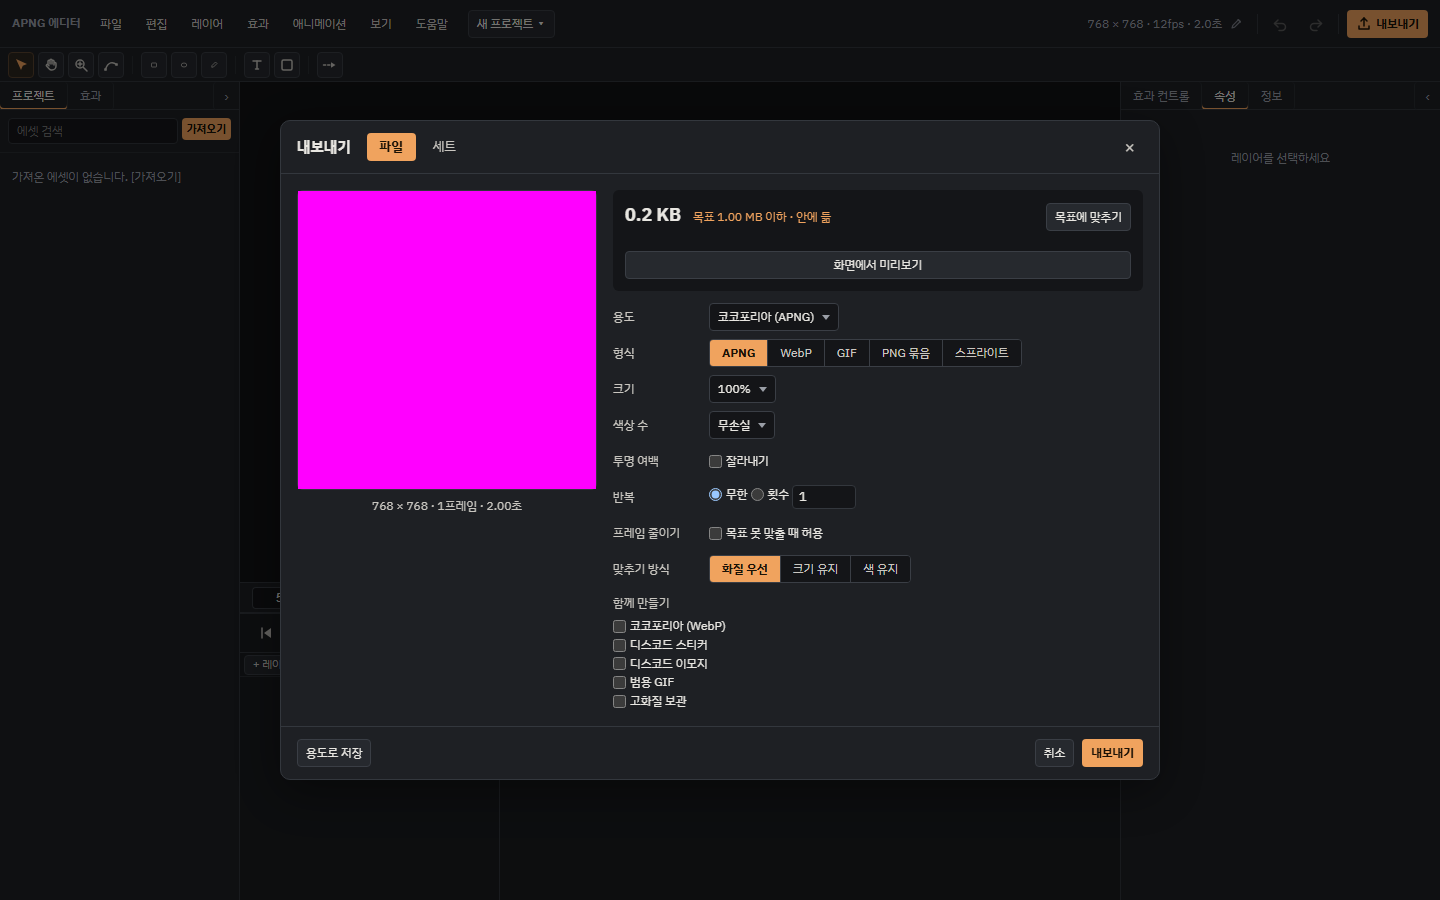 APNG 에디터 파일 편집 레이어 효과 애니메이션 보기 도움말 새 프로젝트 768 × 768 · 12fps · 2.0초 내보내기
프로젝트 효과 효과 컨트롤 속성 정보
에셋 검색 가져오기
가져온 에셋이 없습니다. [가져오기]
레이어를 선택하세요
내보내기 파일 세트
0.2 KB 목표 1.00 MB 이하 · 안에 듦 목표에 맞추기
화면에서 미리보기
768 × 768 · 1프레임 · 2.00초
용도 코코포리아 (APNG)
형식 APNG WebP GIF PNG 묶음 스프라이트
크기 100%
색상 수 무손실
투명 여백 잘라내기
반복 무한 횟수 1
프레임 줄이기 목표 못 맞출 때 허용
맞추기 방식 화질 우선 크기 유지 색 유지
함께 만들기
코코포리아 (WebP)
디스코드 스티커
디스코드 이모지
범용 GIF
고화질 보관
+ 레이
용도로 저장 취소 내보내기